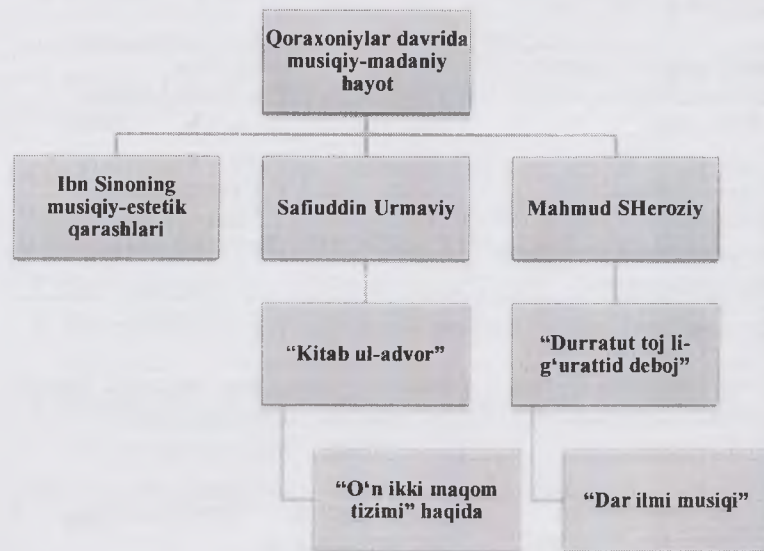 Qoraxoniylar davrida
musiqiy-madaniy
hayot
Ibn Sinoning
musiqiy-estetik
qarashlari
Safiuddin Urmaviy
Mahmud SHeroziy
“Kitab ul-advor”
“Durratut toj li-
g‘urattid deboj”
“O‘n ikki maqom
tizimi” haqida
“Dar ilmi musiqi”